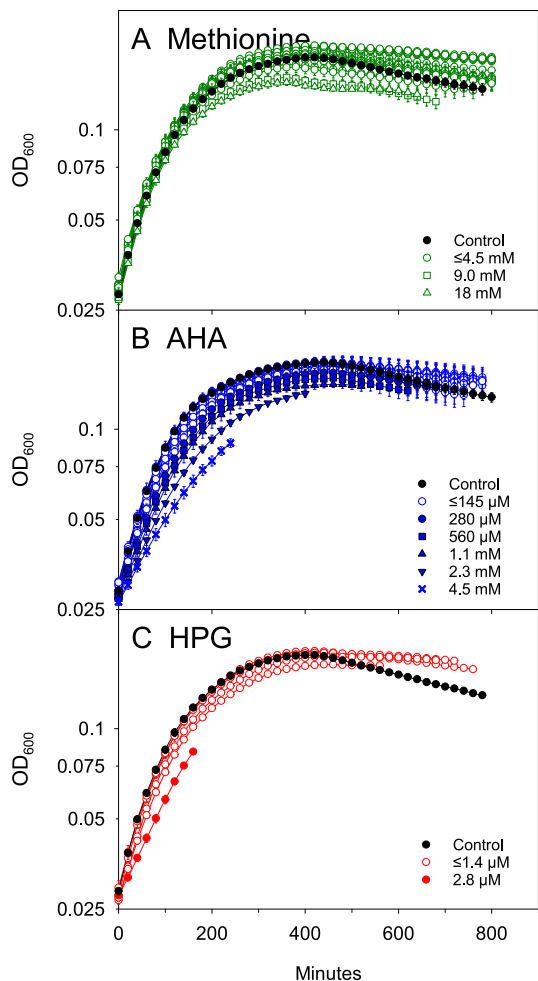 A Methionine
0.1
0.075
0.05
0.025
OD600
Control
≤4.5 mM
9.0 mM
18 mM
B AHA
0.1
0.075
0.05
0.025
OD600
Control
≤145 µM
280 µM
560 µM
1.1 mM
2.3 mM
4.5 mM
C HPG
0.1
0.075
0.05
0.025
OD600
Control
≤1.4 µM
2.8 µM
0 200 400 600 800
Minutes